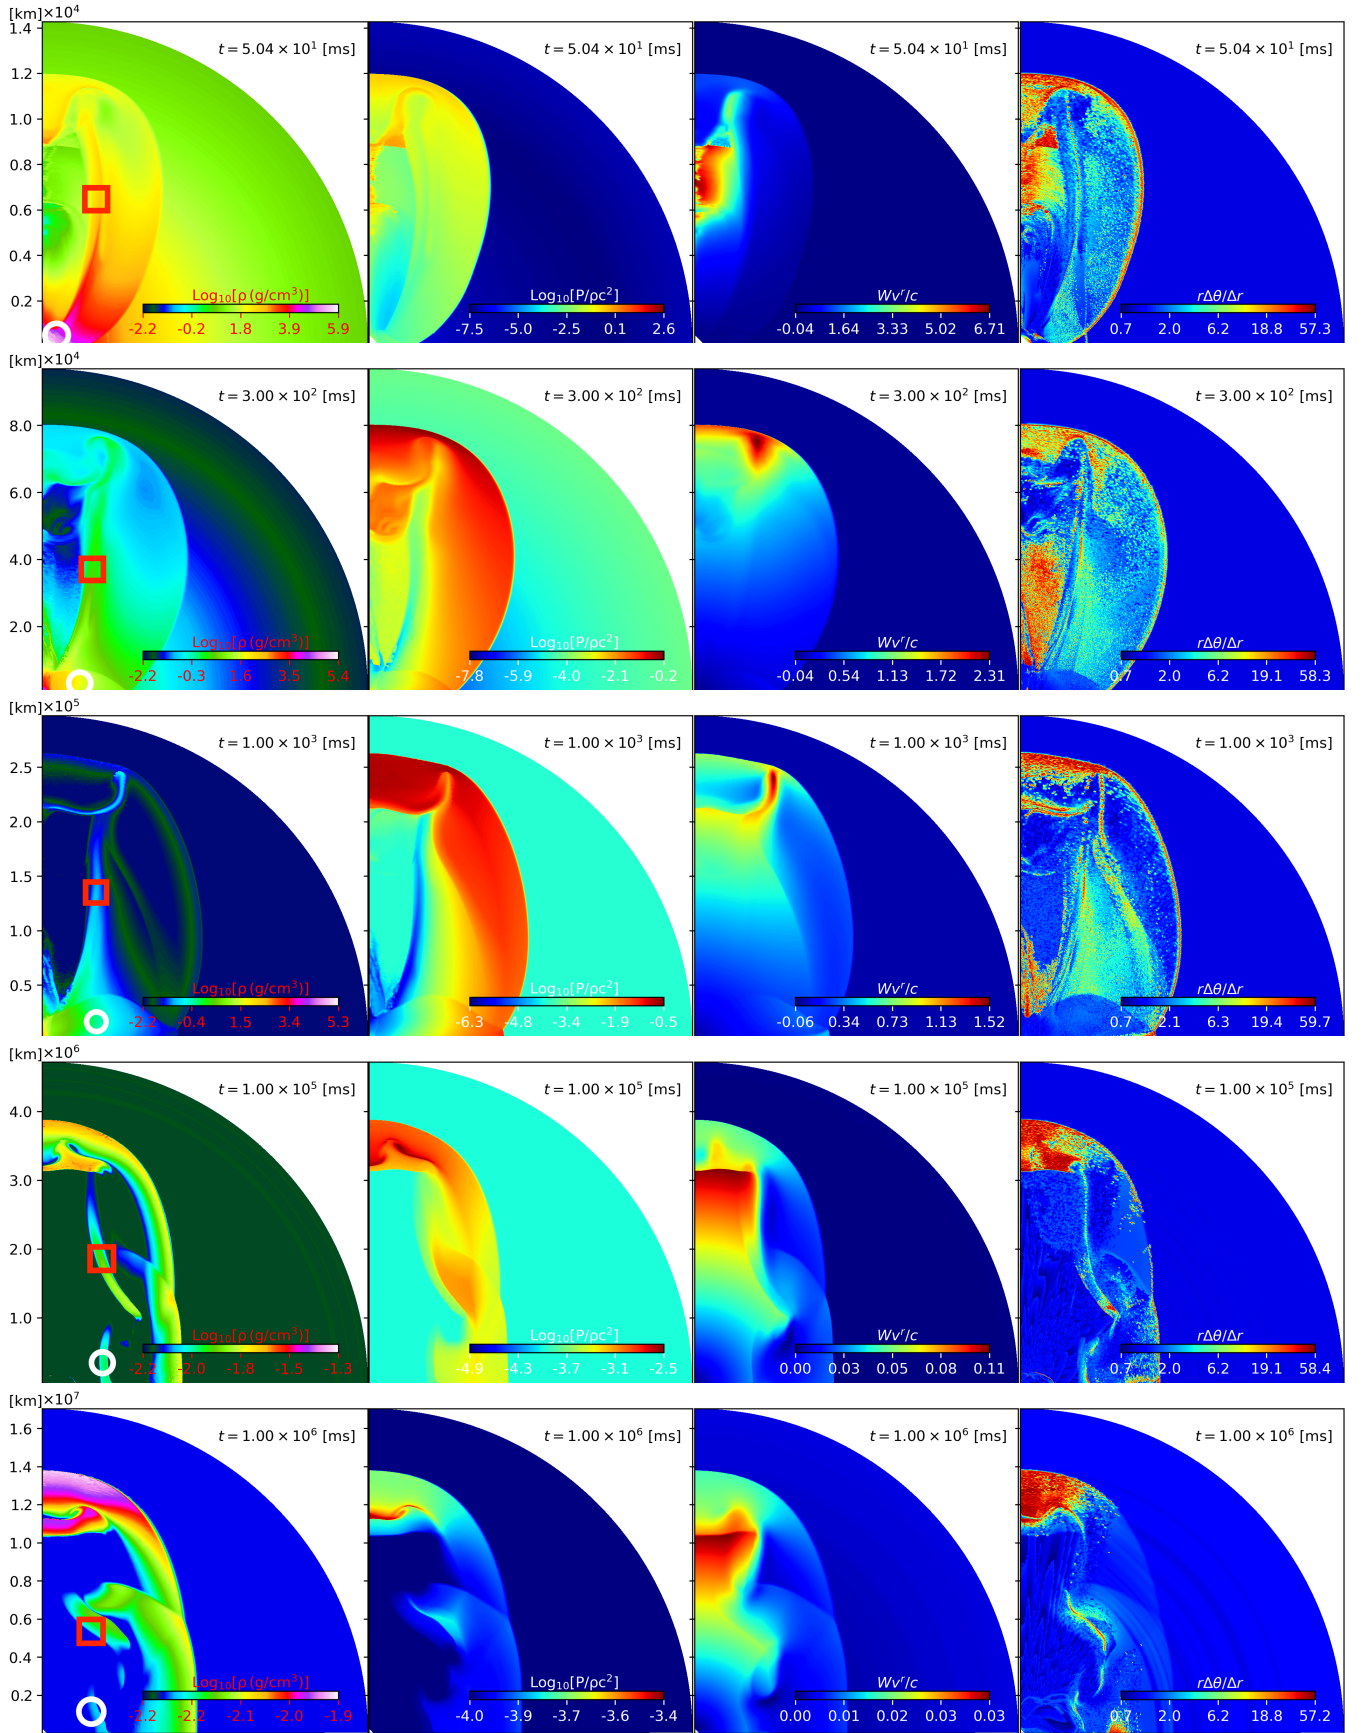 [km]×10⁴
t = 5.04 × 10¹ [ms] t = 5.04 × 10¹ [ms] t = 5.04 × 10¹ [ms] t = 5.04 × 10¹ [ms]
1.4
1.2
1.0
0.8
0.6
0.4
0.2
Log₁₀[ρ (g/cm³)] Log₁₀[P/ρc²] Wvʳ/c rΔθ/Δr
-2.2 -0.2 1.8 3.9 5.9 -7.5 -5.0 -2.5 0.1 2.6 -0.04 1.64 3.33 5.02 6.71 0.7 2.0 6.2 18.8 57.3
[km]×10⁴
t = 3.00 × 10² [ms] t = 3.00 × 10² [ms] t = 3.00 × 10² [ms] t = 3.00 × 10² [ms]
8.0
6.0
4.0
2.0
Log₁₀[ρ (g/cm³)] Log₁₀[P/ρc²] Wvʳ/c rΔθ/Δr
-2.2 -0.3 1.6 3.5 5.4 -7.8 -5.9 -4.0 -2.1 -0.2 -0.04 0.54 1.13 1.72 2.31 0.7 2.0 6.2 19.1 58.3
[km]×10⁵
t = 1.00 × 10³ [ms] t = 1.00 × 10³ [ms] t = 1.00 × 10³ [ms] t = 1.00 × 10³ [ms]
2.5
2.0
1.5
1.0
0.5
Log₁₀[ρ (g/cm³)] Log₁₀[P/ρc²] Wvʳ/c rΔθ/Δr
-2.2 -0.4 1.5 3.4 5.3 -6.3 -4.8 -3.4 -1.9 -0.5 -0.06 0.34 0.73 1.13 1.52 0.7 2.1 6.3 19.4 59.7
[km]×10⁶
t = 1.00 × 10⁵ [ms] t = 1.00 × 10⁵ [ms] t = 1.00 × 10⁵ [ms] t = 1.00 × 10⁵ [ms]
4.0
3.0
2.0
1.0
Log₁₀[ρ (g/cm³)] Log₁₀[P/ρc²] Wvʳ/c rΔθ/Δr
-2.2 -2.0 -1.8 -1.5 -1.3 -4.9 -4.3 -3.7 -3.1 -2.5 0.00 0.03 0.05 0.08 0.11 0.7 2.0 6.2 19.1 58.4
[km]×10⁷
t = 1.00 × 10⁶ [ms] t = 1.00 × 10⁶ [ms] t = 1.00 × 10⁶ [ms] t = 1.00 × 10⁶ [ms]
1.6
1.4
1.2
1.0
0.8
0.6
0.4
0.2
Log₁₀[ρ (g/cm³)] Log₁₀[P/ρc²] Wvʳ/c rΔθ/Δr
-2.2 -2.2 -2.1 -2.0 -1.9 -4.0 -3.9 -3.7 -3.6 -3.4 0.00 0.01 0.02 0.03 0.03 0.7 2.0 6.2 18.8 57.2